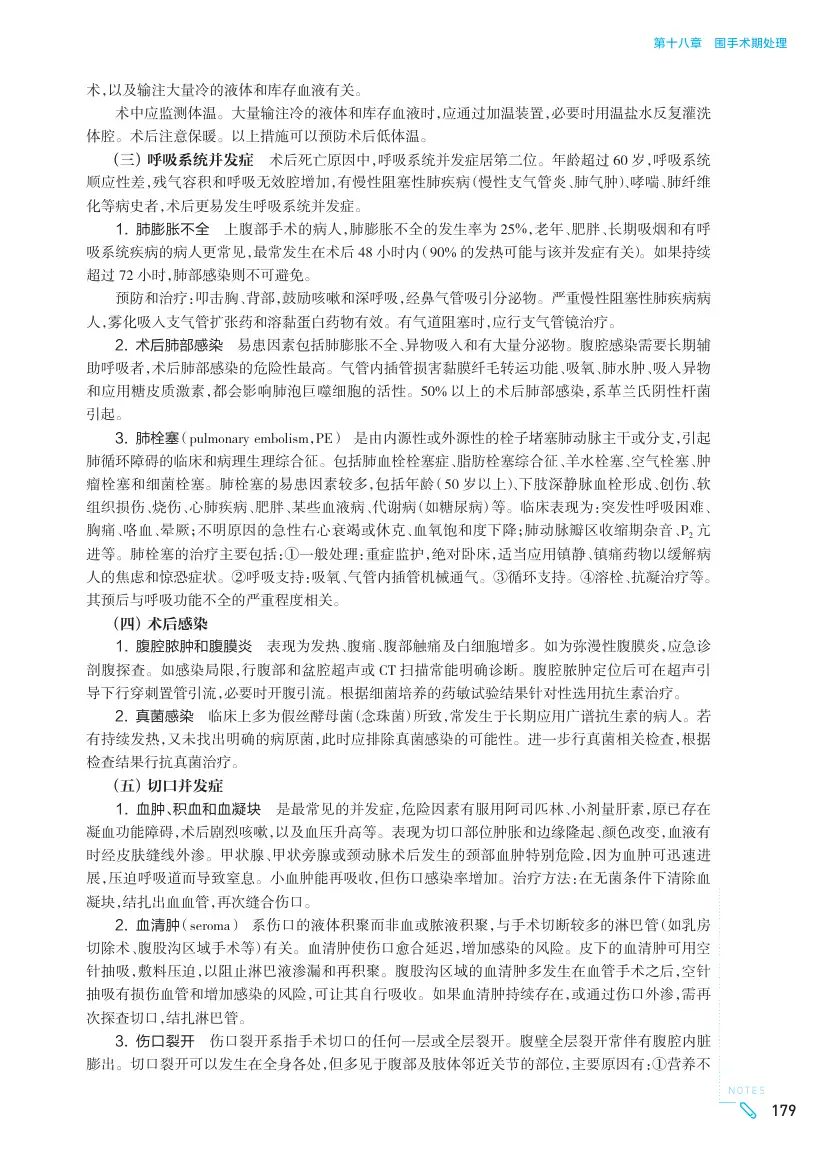 第十八章 围手术期处理
术,以及输注大量冷的液体和库存血液有关。
术中应监测体温。大量输注冷的液体和库存血液时,应通过加温装置,必要时用温盐水反复灌洗
体腔。术后注意保暖。以上措施可以预防术后低体温。
(三) 呼吸系统并发症 术后死亡原因中,呼吸系统并发症居第二位。年龄超过 60 岁,呼吸系统
顺应性差,残气容积和呼吸无效腔增加,有慢性阻塞性肺疾病(慢性支气管炎、肺气肿)、哮喘、肺纤维
化等病史者,术后更易发生呼吸系统并发症。
1. 肺膨胀不全 上腹部手术的病人,肺膨胀不全的发生率为 25%,老年、肥胖、长期吸烟和有呼
吸系统疾病的病人更常见,最常发生在术后 48 小时内(90% 的发热可能与该并发症有关)。如果持续
超过 72 小时,肺部感染则不可避免。
预防和治疗:叩击胸、背部,鼓励咳嗽和深呼吸,经鼻气管吸引分泌物。严重慢性阻塞性肺疾病病
人,雾化吸入支气管扩张药和溶黏蛋白药物有效。有气道阻塞时,应行支气管镜治疗。
2. 术后肺部感染 易患因素包括肺膨胀不全、异物吸入和有大量分泌物。腹腔感染需要长期辅
助呼吸者,术后肺部感染的危险性最高。气管内插管损害黏膜纤毛转运功能、吸氧、肺水肿、吸入异物
和应用糖皮质激素,都会影响肺泡巨噬细胞的活性。50% 以上的术后肺部感染,系革兰氏阴性杆菌
引起。
3. 肺栓塞(pulmonary embolism,PE) 是由内源性或外源性的栓子堵塞肺动脉主干或分支,引起
肺循环障碍的临床和病理生理综合征。包括肺血栓栓塞症、脂肪栓塞综合征、羊水栓塞、空气栓塞、肿
瘤栓塞和细菌栓塞。肺栓塞的易患因素较多,包括年龄(50 岁以上)、下肢深静脉血栓形成、创伤、软
组织损伤、烧伤、心肺疾病、肥胖、某些血液病、代谢病(如糖尿病)等。临床表现为:突发性呼吸困难、
胸痛、咯血、晕厥;不明原因的急性右心衰竭或休克、血氧饱和度下降;肺动脉瓣区收缩期杂音、P₂ 亢
进等。肺栓塞的治疗主要包括:①一般处理:重症监护,绝对卧床,适当应用镇静、镇痛药物以缓解病
人的焦虑和惊恐症状。②呼吸支持:吸氧、气管内插管机械通气。③循环支持。④溶栓、抗凝治疗等。
其预后与呼吸功能不全的严重程度相关。
(四) 术后感染
1. 腹腔脓肿和腹膜炎 表现为发热、腹痛、腹部触痛及白细胞增多。如为弥漫性腹膜炎,应急诊
剖腹探查。如感染局限,行腹部和盆腔超声或 CT 扫描常能明确诊断。腹腔脓肿定位后可在超声引
导下行穿刺置管引流,必要时开腹引流。根据细菌培养的药敏试验结果针对性选用抗生素治疗。
2. 真菌感染 临床上多为假丝酵母菌(念珠菌)所致,常发生于长期应用广谱抗生素的病人。若
有持续发热,又未找出明确的病原菌,此时应排除真菌感染的可能性。进一步行真菌相关检查,根据
检查结果行抗真菌治疗。
(五) 切口并发症
1. 血肿、积血和血凝块 是最常见的并发症,危险因素有服用阿司匹林、小剂量肝素,原已存在
凝血功能障碍,术后剧烈咳嗽,以及血压升高等。表现为切口部位肿胀和边缘隆起、颜色改变,血液有
时经皮肤缝线外渗。甲状腺、甲状旁腺或颈动脉术后发生的颈部血肿特别危险,因为血肿可迅速进
展,压迫呼吸道而导致窒息。小血肿能再吸收,但伤口感染率增加。治疗方法:在无菌条件下清除血
凝块,结扎出血血管,再次缝合伤口。
2. 血清肿(seroma) 系伤口的液体积聚而非血或脓液积聚,与手术切断较多的淋巴管(如乳房
切除术、腹股沟区域手术等)有关。血清肿使伤口愈合延迟,增加感染的风险。皮下的血清肿可用空
针抽吸,敷料压迫,以阻止淋巴液渗漏和再积聚。腹股沟区域的血清肿多发生在血管手术之后,空针
抽吸有损伤血管和增加感染的风险,可让其自行吸收。如果血清肿持续存在,或通过伤口外渗,需再
次探查切口,结扎淋巴管。
3. 伤口裂开 伤口裂开系指手术切口的任何一层或全层裂开。腹壁全层裂开常伴有腹腔内脏
膨出。切口裂开可以发生在全身各处,但多见于腹部及肢体邻近关节的部位,主要原因有:①营养不
NOTES
179